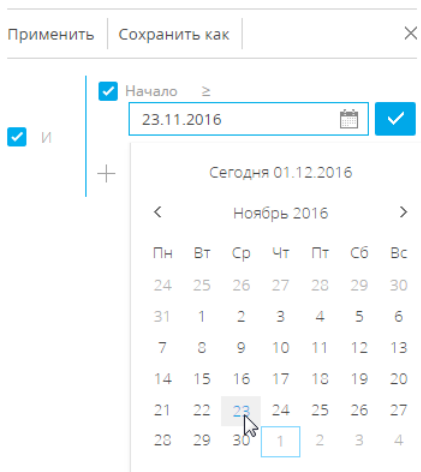 Применить Сохранить как
Начало ≥
23.11.2016
И
Сегодня 01.12.2016
Ноябрь 2016
Пн Вт Ср Чт Пт Сб Вс
24 25 26 27 28 29 30
31 1 2 3 4 5 6
7 8 9 10 11 12 13
14 15 16 17 18 19 20
21 22 23 24 25 26 27
28 29 30 1 2 3 4